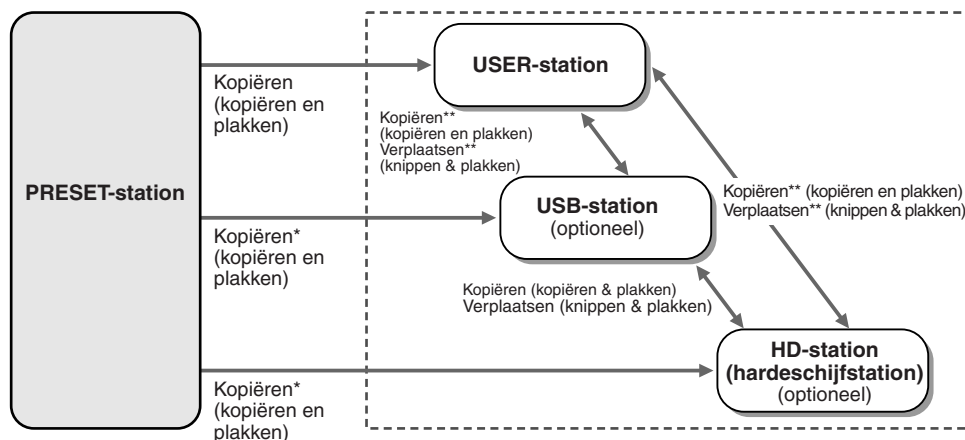 PRESET-station
Kopiëren
(kopiëren en
plakken)
USER-station
Kopiëren**
(kopiëren en plakken)
Verplaatsen**
(knippen & plakken)
Kopiëren** (kopiëren en plakken)
Verplaatsen** (knippen & plakken)
Kopiëren*
(kopiëren en
plakken)
USB-station
(optioneel)
Kopiëren (kopiëren & plakken)
Verplaatsen (knippen & plakken)
Kopiëren*
(kopiëren en
plakken)
HD-station
(hardeschijfstation)
(optioneel)